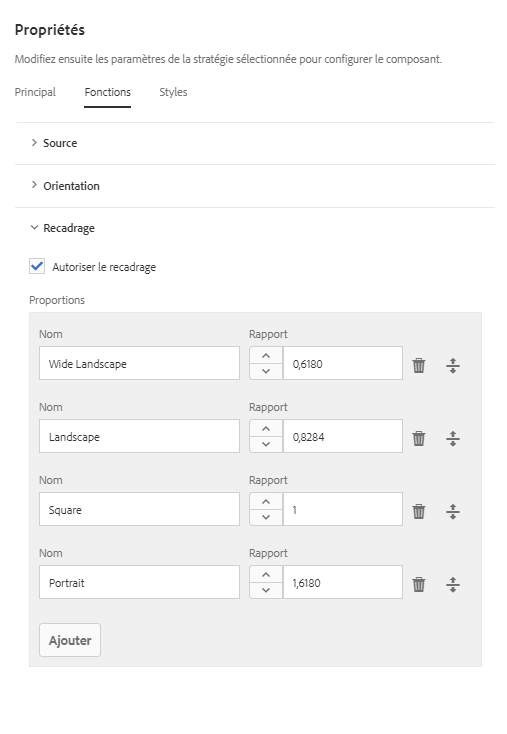 Propriétés
Modifiez ensuite les paramètres de la stratégie sélectionnée pour configurer le composant.
Principal Fonctions Styles
Source
Orientation
Recadrage
Autoriser le recadrage
Proportions
Nom Rapport
Wide Landscape 0,6180
Nom Rapport
Landscape 0,8284
Nom Rapport
Square 1
Nom Rapport
Portrait 1,6180
Ajouter